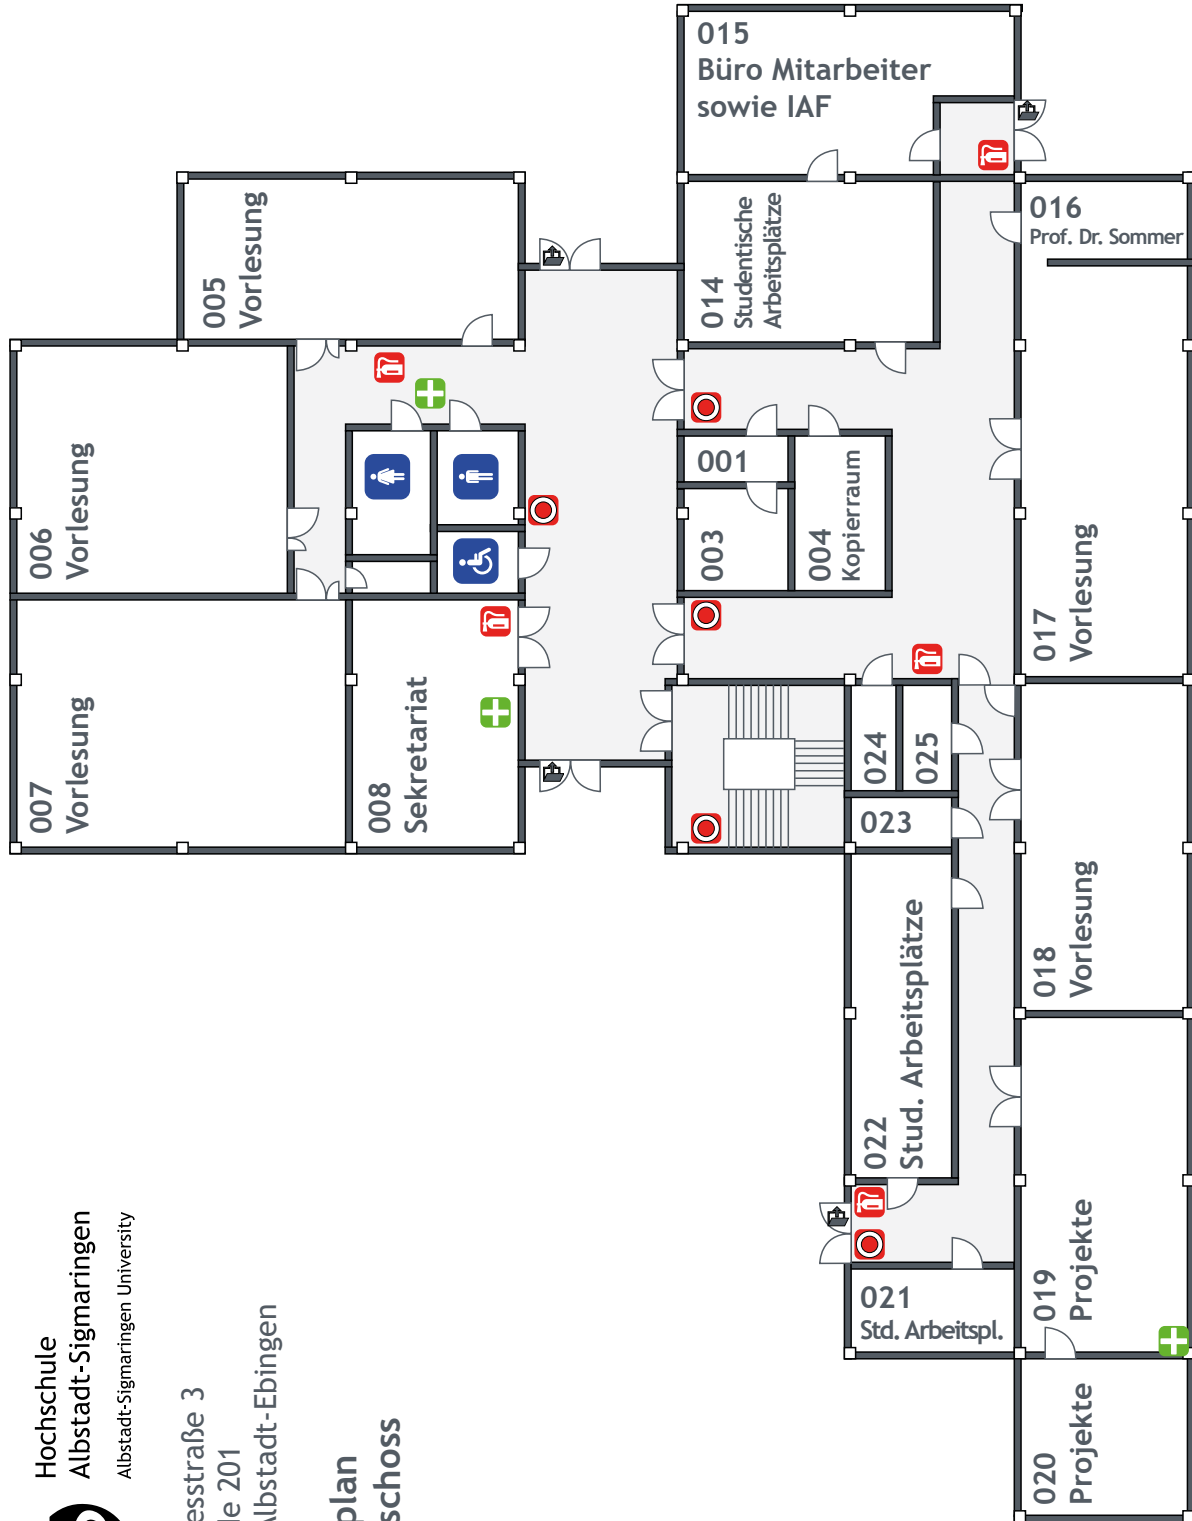 015
Büro Mitarbeiter
sowie IAF
005
Vorlesung
014
Studentische
Arbeitsplätze
016
Prof. Dr. Sommer
006
Vorlesung
001
003
004
Kopierraum
017
Vorlesung
007
Vorlesung
008
Sekretariat
024
025
023
018
Vorlesung
022
Stud. Arbeitsplätze
021
Std. Arbeitspl.
019
Projekte
020
Projekte
Hochschule
Albstadt-Sigmaringen
Albstadt-Sigmaringen University
esstraße 3
le 201
Albstadt-Ebingen
plan
schoss